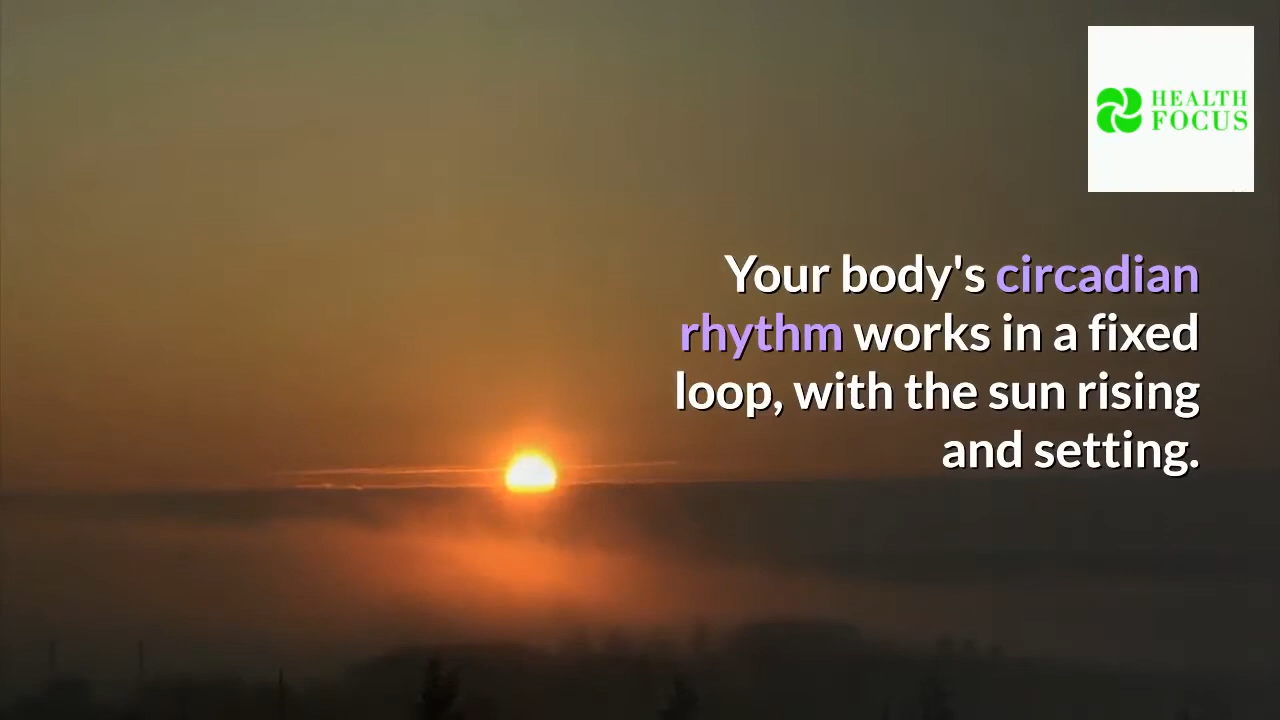 HEALTH
FOCUS
Your body's circadian
rhythm works in a fixed
loop, with the sun rising
and setting.